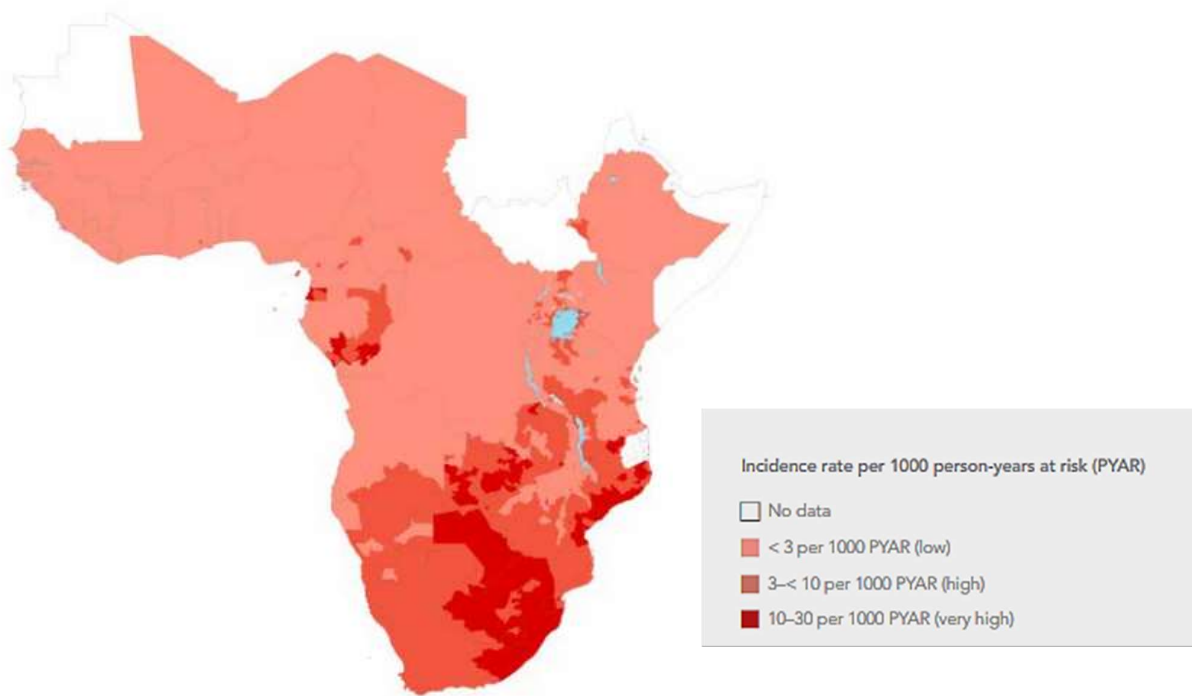 Incidence rate per 1000 person-years at risk (PYAR)
No data
< 3 per 1000 PYAR (low)
3–< 10 per 1000 PYAR (high)
10–30 per 1000 PYAR (very high)